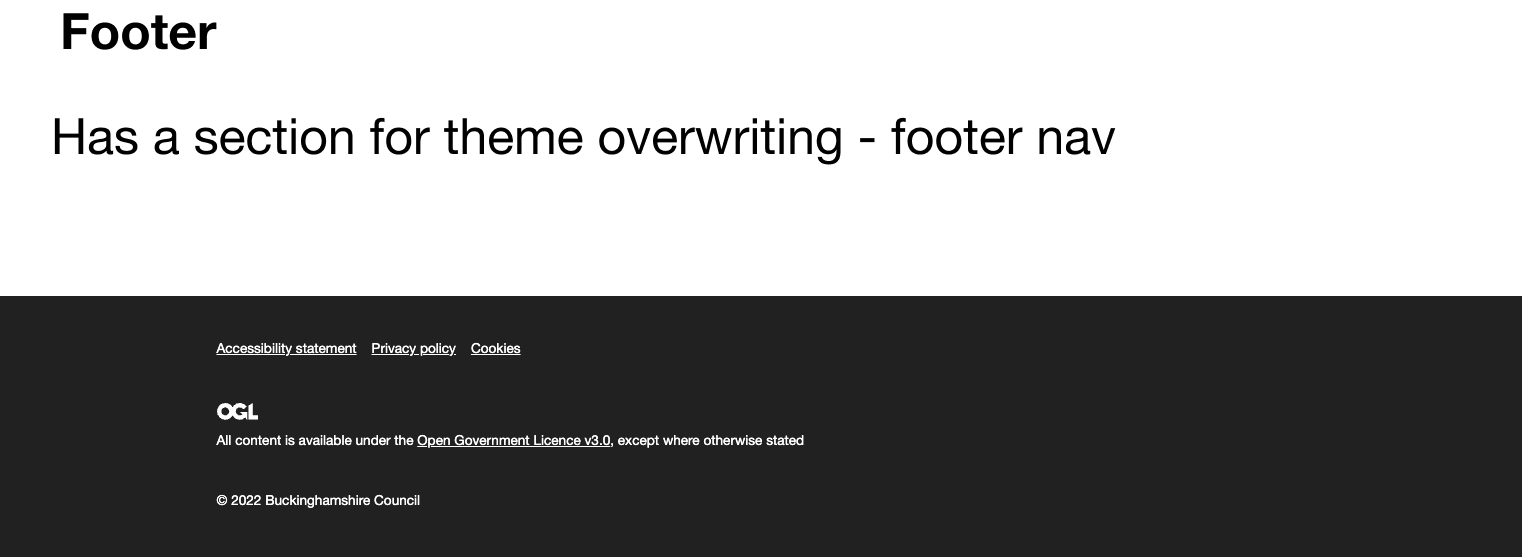 Footer
Has a section for theme overwriting - footer nav
Accessibility statement Privacy policy Cookies
OGL
All content is available under the Open Government Licence v3.0, except where otherwise stated
© 2022 Buckinghamshire Council